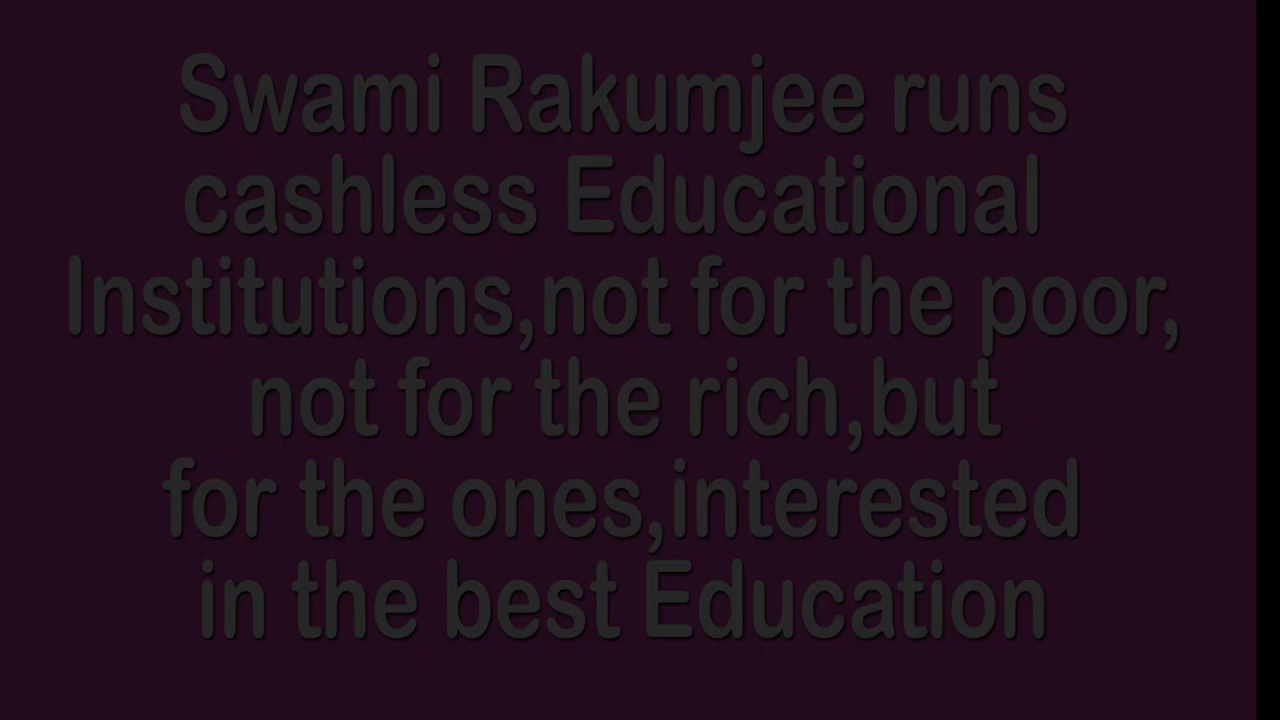 Swami Rakumjee runs
cashless Educational
Institutions,not for the poor,
not for the rich,but
for the ones,interested
in the best Education